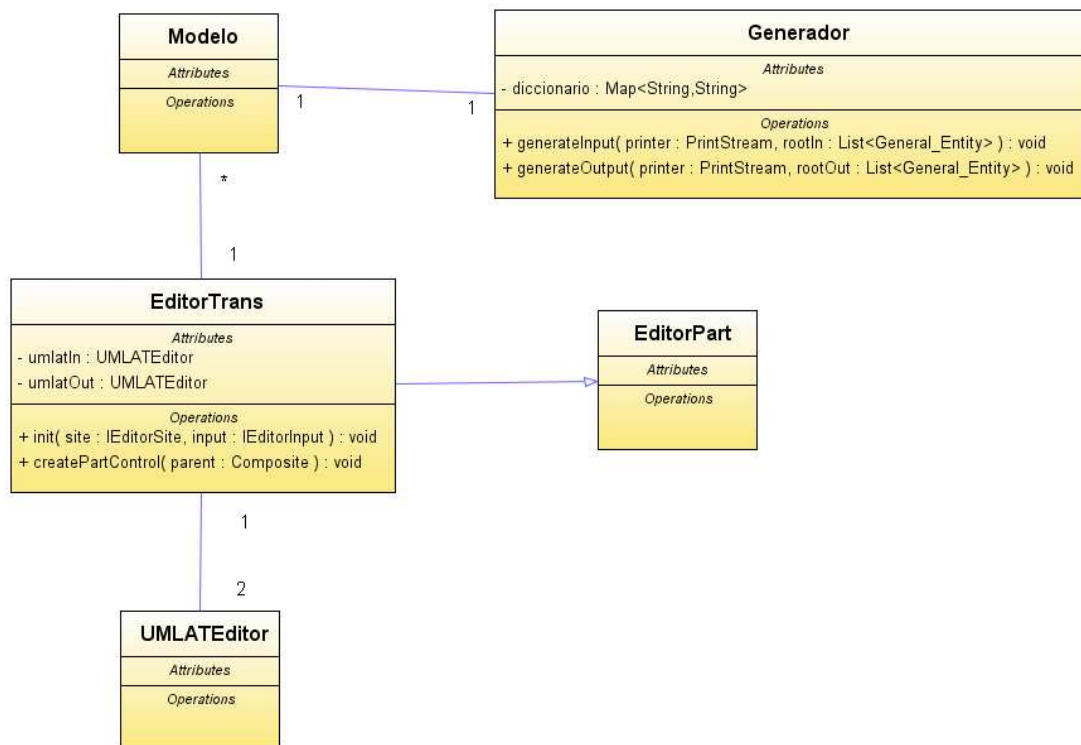 Modelo
Attributes
Operations
Generador
Attributes
- diccionario : Map<String,String>
Operations
+ generateInput( printer : PrintStream, rootIn : List<General_Entity> ) : void
+ generateOutput( printer : PrintStream, rootOut : List<General_Entity> ) : void
1
1
*
1
EditorTrans
Attributes
- umlatIn : UMLATEditor
- umlatOut : UMLATEditor
Operations
+ init( site : IEditorSite, input : IEditorInput ) : void
+ createPartControl( parent : Composite ) : void
EditorPart
Attributes
Operations
1
2
UMLATEditor
Attributes
Operations